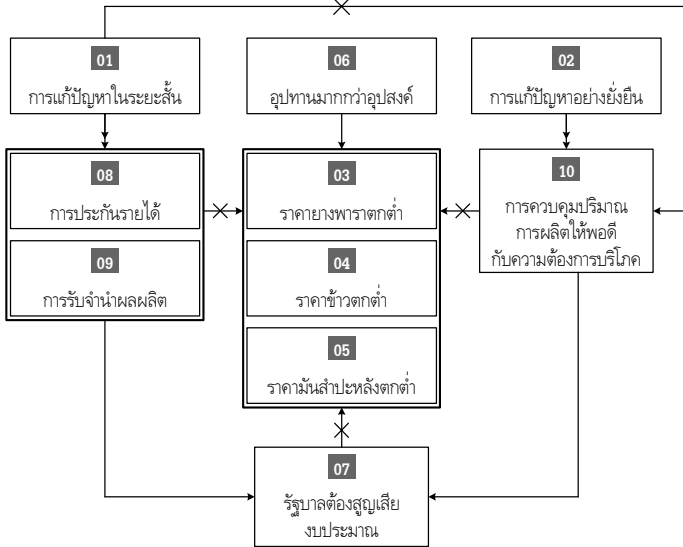 01
การแก้ปัญหาในระยะสั้น
06
อุปทานมากกว่าอุปสงค์
02
การแก้ปัญหาอย่างยั่งยืน
08
การประกันรายได้
09
การรับจำนำผลผลิต
03
ราคายางพาราตกต่ำ
04
ราคาข้าวตกต่ำ
05
ราคามันสำปะหลังตกต่ำ
10
การควบคุมปริมาณ
การผลิตให้พอดี
กับความต้องการบริโภค
07
รัฐบาลต้องสูญเสีย
งบประมาณ